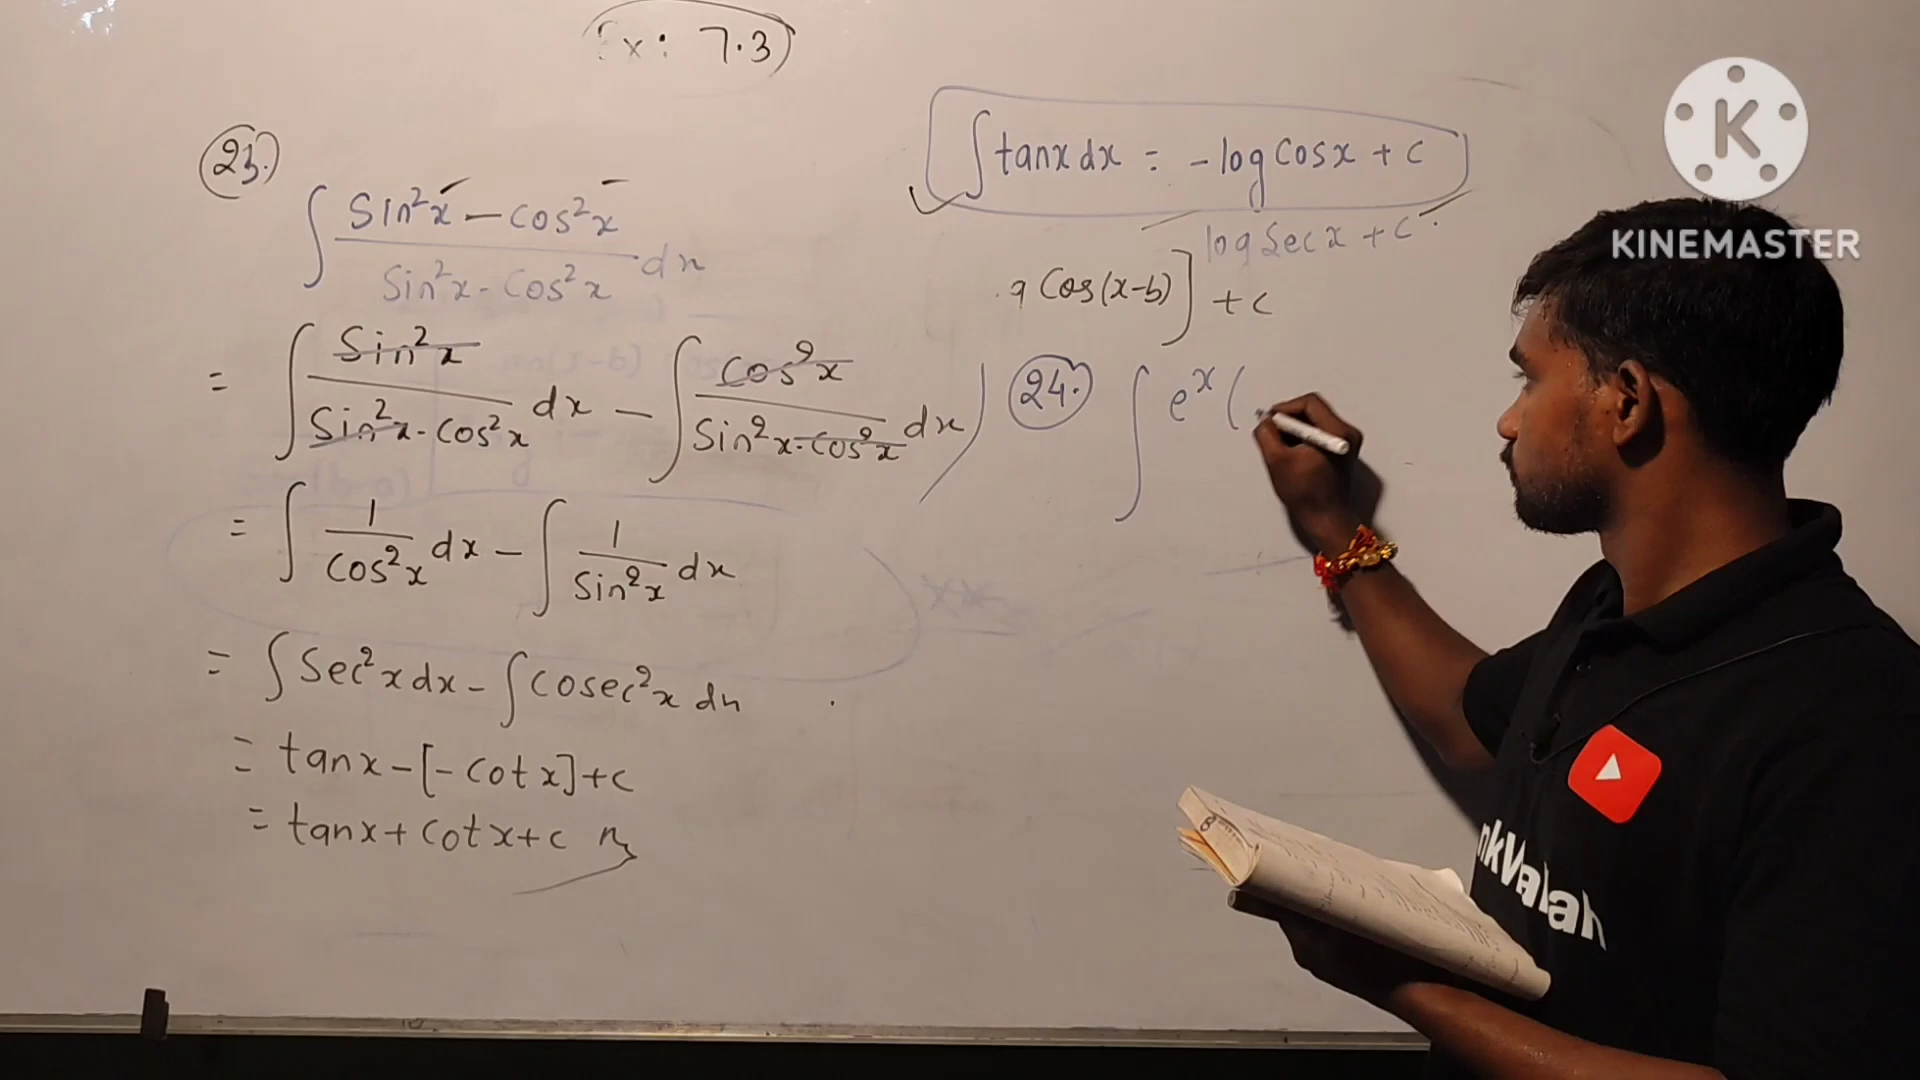 Ex: 7.3
23.
∫ Sin²x - Cos²x / Sin²x - Cos²x dx
= ∫ Sin²x / Sin²x - Cos²x dx - ∫ Cos²x / Sin²x - Cos²x dx
= ∫ 1 / Cos²x dx - ∫ 1 / Sin²x dx
= ∫ Sec²x dx - ∫ Cosec²x dx
= tanx - [- Cot x] + c
= tanx + Cot x + c
∫ tanx dx = - log Cosx + c
log Sec x + c
Cos(x-b)] + c
24. ∫ eˣ (
KINEMASTER
nkWalah